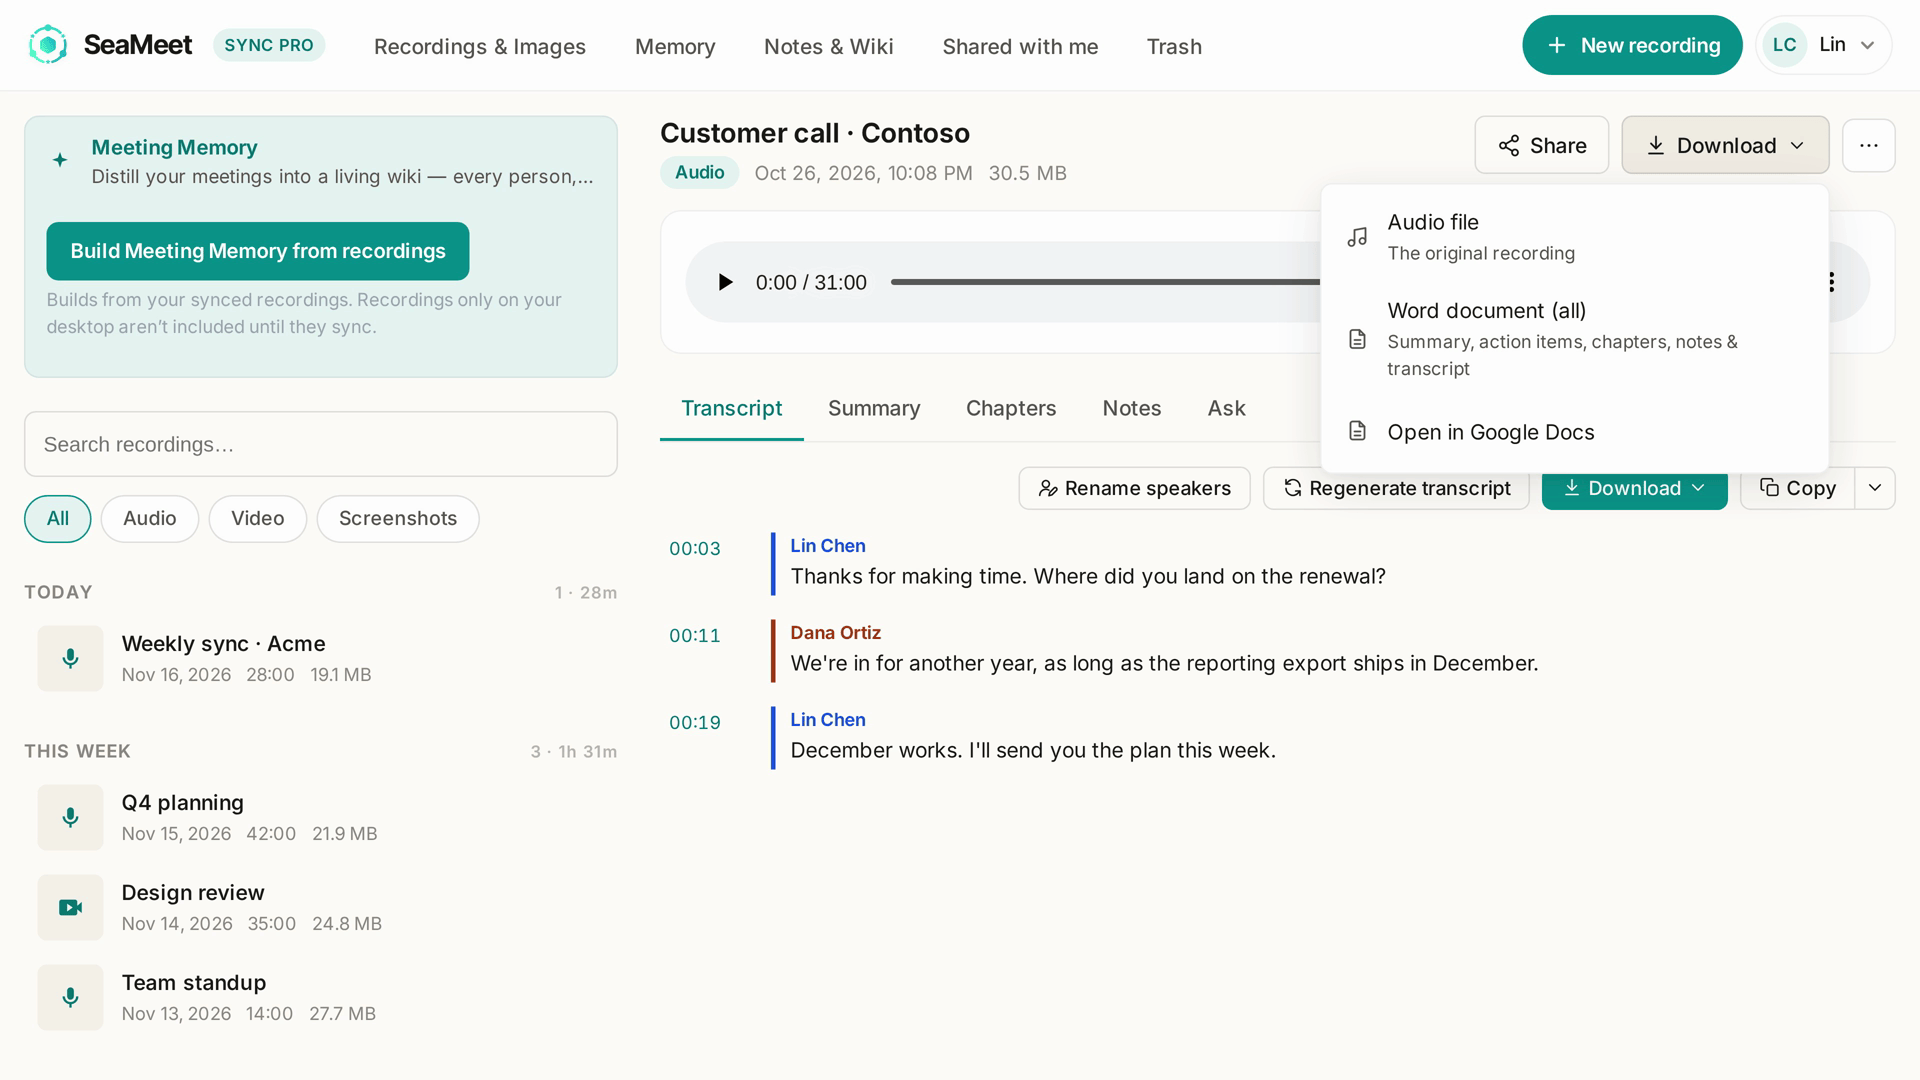 SeaMeet SYNC PRO Recordings & Images Memory Notes & Wiki Shared with me Trash New recording LC Lin
Meeting Memory
Distill your meetings into a living wiki — every person,...
Build Meeting Memory from recordings
Builds from your synced recordings. Recordings only on your
desktop aren't included until they sync.
Search recordings…
All Audio Video Screenshots
TODAY 1 · 28m
Weekly sync · Acme
Nov 16, 2026 28:00 19.1 MB
THIS WEEK 3 · 1h 31m
Q4 planning
Nov 15, 2026 42:00 21.9 MB
Design review
Nov 14, 2026 35:00 24.8 MB
Team standup
Nov 13, 2026 14:00 27.7 MB
Customer call · Contoso
Audio Oct 26, 2026, 10:08 PM 30.5 MB
Share Download
Audio file
The original recording
Word document (all)
Summary, action items, chapters, notes &
transcript
Open in Google Docs
0:00 / 31:00
Transcript Summary Chapters Notes Ask
Rename speakers Regenerate transcript Download Copy
00:03 Lin Chen
Thanks for making time. Where did you land on the renewal?
00:11 Dana Ortiz
We're in for another year, as long as the reporting export ships in December.
00:19 Lin Chen
December works. I'll send you the plan this week.